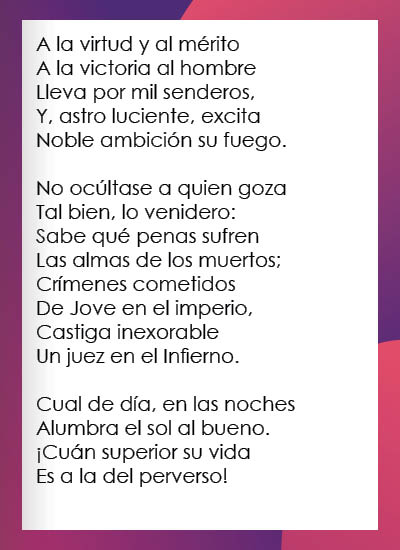 A la virtud y al mérito
A la victoria al hombre
Lleva por mil senderos,
Y, astro luciente, excita
Noble ambición su fuego.

No ocúltase a quien goza
Tal bien, lo venidero:
Sabe qué penas sufren
Las almas de los muertos;
Crímenes cometidos
De Jove en el imperio,
Castiga inexorable
Un juez en el Infierno.

Cual de día, en las noches
Alumbra el sol al bueno.
¡Cuán superior su vida
Es a la del perverso!